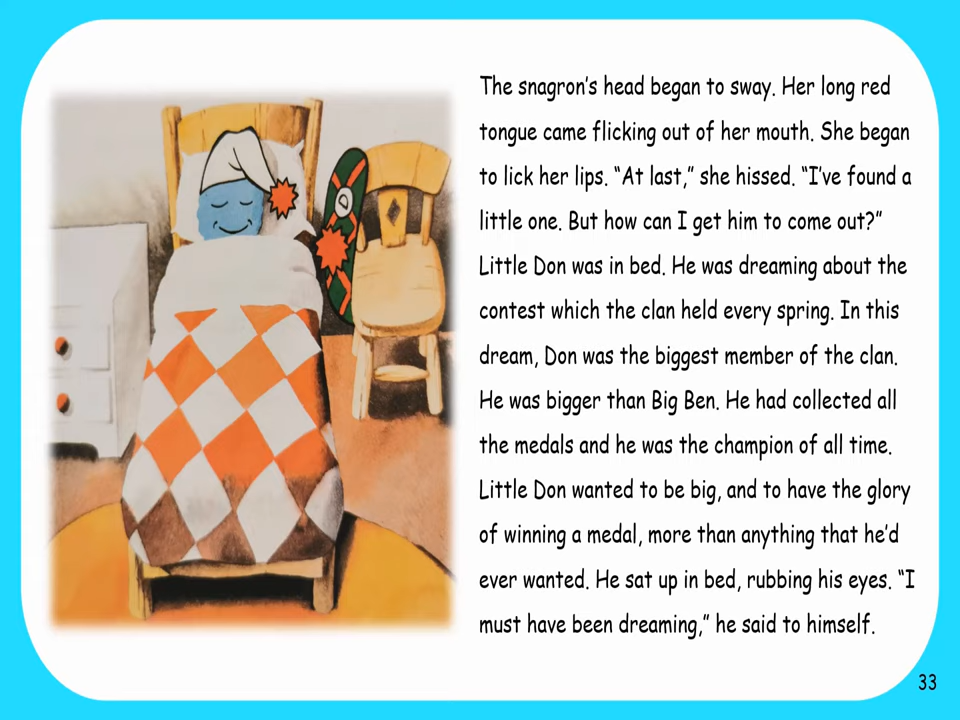 The snagron’s head began to sway. Her long red
tongue came flicking out of her mouth. She began
to lick her lips. “At last,” she hissed. “I’ve found a
little one. But how can I get him to come out?”
Little Don was in bed. He was dreaming about the
contest which the clan held every spring. In this
dream, Don was the biggest member of the clan.
He was bigger than Big Ben. He had collected all
the medals and he was the champion of all time.
Little Don wanted to be big, and to have the glory
of winning a medal, more than anything that he’d
ever wanted. He sat up in bed, rubbing his eyes. “I
must have been dreaming,” he said to himself.
33